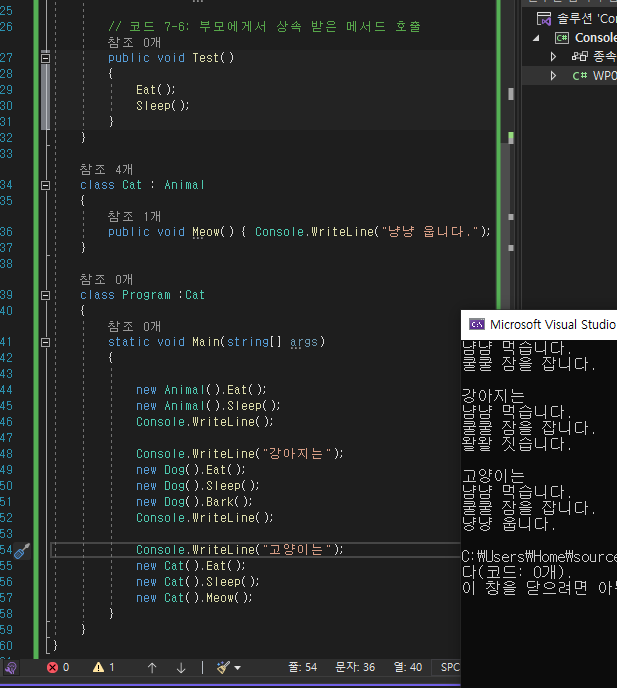 25
26 // 코드 7-6: 부모에게서 상속 받은 메서드 호출
참조 0개
27 public void Test()
28 {
29 Eat();
30 Sleep();
31 }
32 }
33
참조 4개
34 class Cat : Animal
35 {
참조 1개
36 public void Meow() { Console.WriteLine("냥냥 웁니다.");
37 }
38
참조 0개
39 class Program :Cat
40 {
참조 0개
41 static void Main(string[] args)
42 {
43
44 new Animal().Eat();
45 new Animal().Sleep();
46 Console.WriteLine();
47
48 Console.WriteLine("강아지는");
49 new Dog().Eat();
50 new Dog().Sleep();
51 new Dog().Bark();
52 Console.WriteLine();
53
54 Console.WriteLine("고양이는");
55 new Cat().Eat();
56 new Cat().Sleep();
57 new Cat().Meow();
58 }
59 }
60 }
0 1 줄: 54 문자: 36 열: 40 SPC
솔루션 'Con
C# Console
종속
C# WP0
Microsoft Visual Studio
냠냠 먹습니다.
쿨쿨 잠을 잡니다.
강아지는
냠냠 먹습니다.
쿨쿨 잠을 잡니다.
왈왈 짓습니다.
고양이는
냠냠 먹습니다.
쿨쿨 잠을 잡니다.
냥냥 웁니다.
C:₩Users₩Home₩source
다(코드: 0개).
이 창을 닫으려면 아